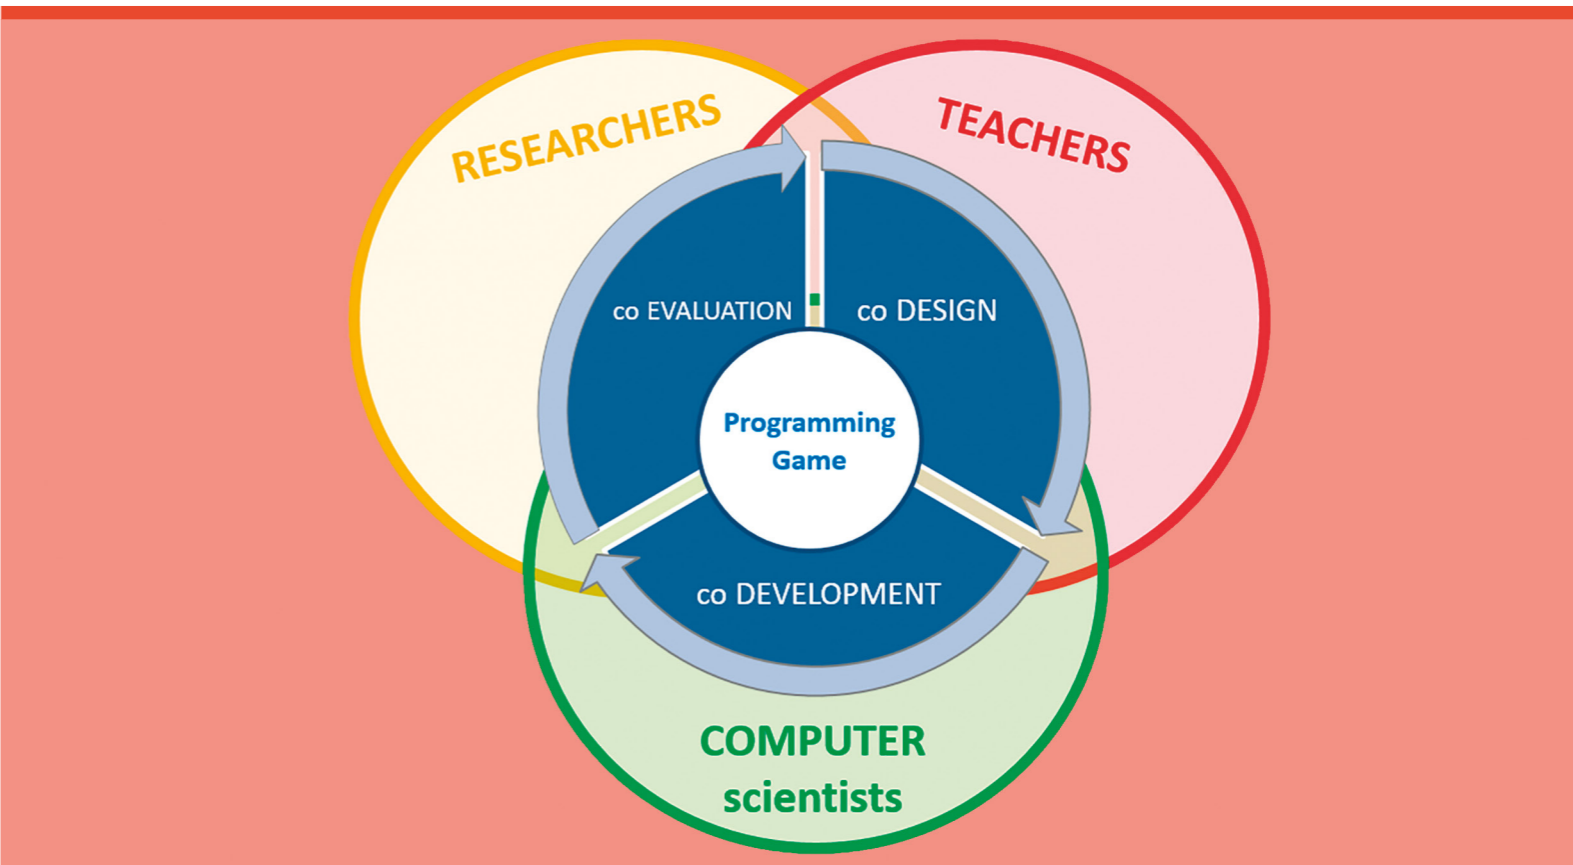 RESEARCHERS
TEACHERS
co EVALUATION
co DESIGN
Programming
Game
co DEVELOPMENT
COMPUTER
scientists